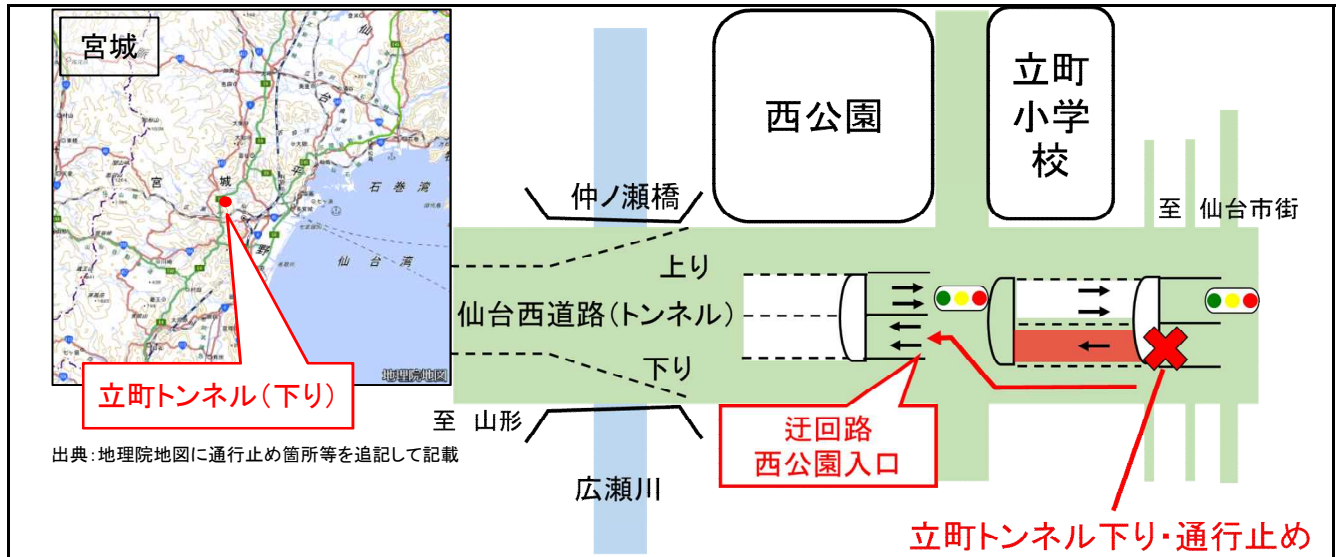 宮城
石巻湾
仙台湾
地理院地図
立町トンネル(下り)
出典:地理院地図に通行止め箇所等を追記して記載
西公園
立町
小学
校
仲ノ瀬橋
至 仙台市街
上り
仙台西道路(トンネル)
下り
至 山形
広瀬川
迂回路
西公園入口
立町トンネル下り・通行止め